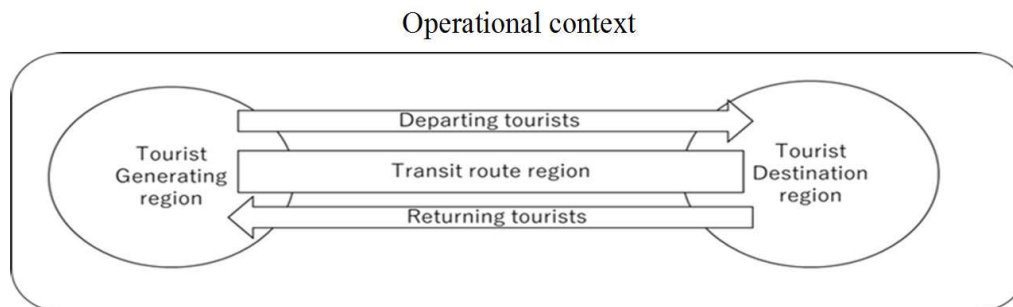 Operational context
Departing tourists
Tourist
Generating
region
Transit route region
Tourist
Destination
region
Returning tourists